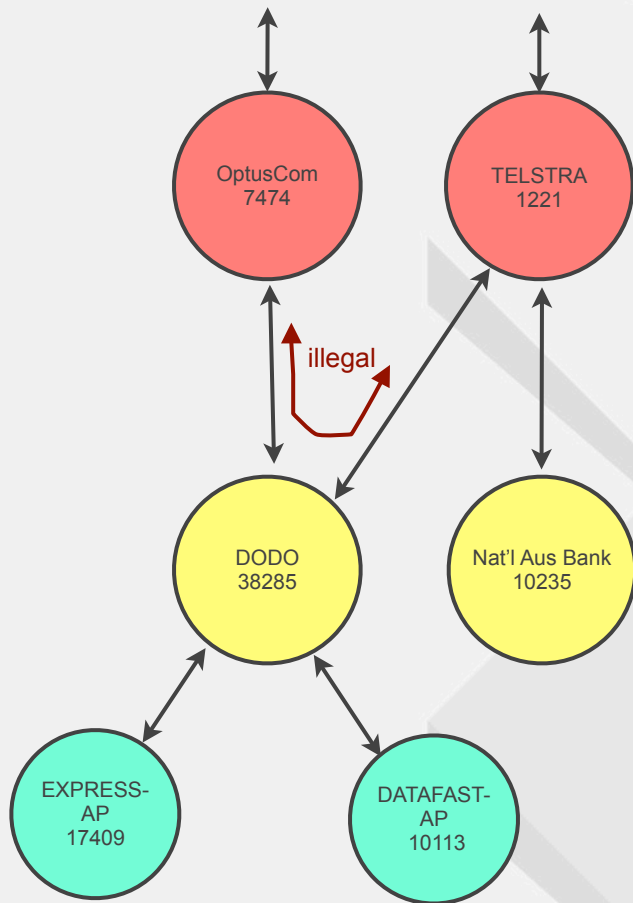 OptusCom
7474
TELSTRA
1221
illegal
DODO
38285
Nat'l Aus Bank
10235
EXPRESS-
AP
17409
DATAFAST-
AP
10113